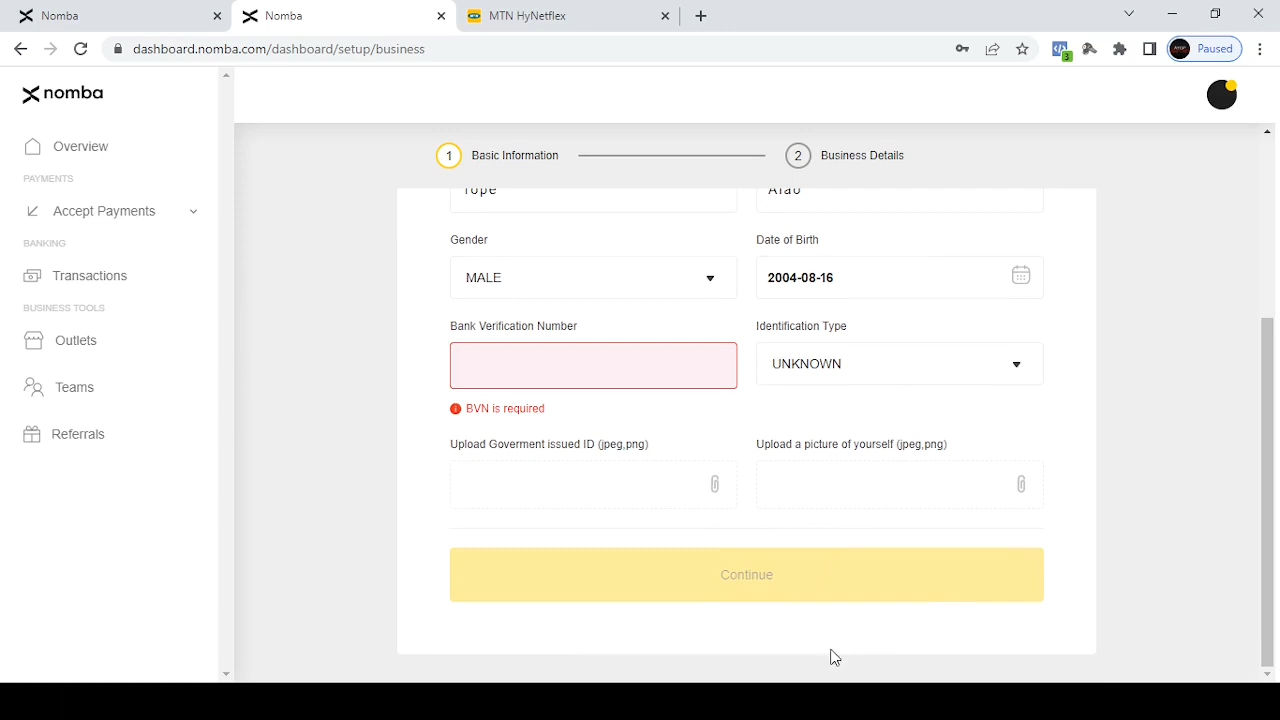 Nomba
Nomba
MTN HyNetflex
dashboard.nomba.com/dashboard/setup/business
3
Paused
nomba
Overview
PAYMENTS
Accept Payments
BANKING
Transactions
BUSINESS TOOLS
Outlets
Teams
Referrals
1 Basic Information
2 Business Details
Tope
Gender
Date of Birth
MALE
2004-08-16
Bank Verification Number
Identification Type
UNKNOWN
BVN is required
Upload Goverment issued ID (jpeg,png)
Upload a picture of yourself (jpeg,png)
Continue